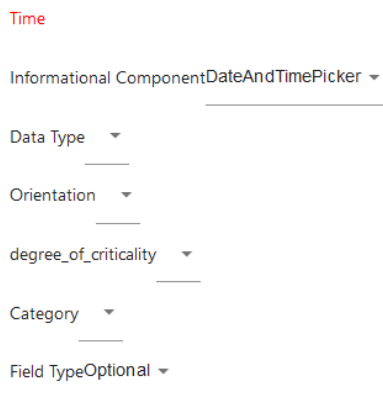 Time
Informational Component DateAndTimePicker
Data Type
Orientation
degree_of_criticality
Category
Field Type Optional